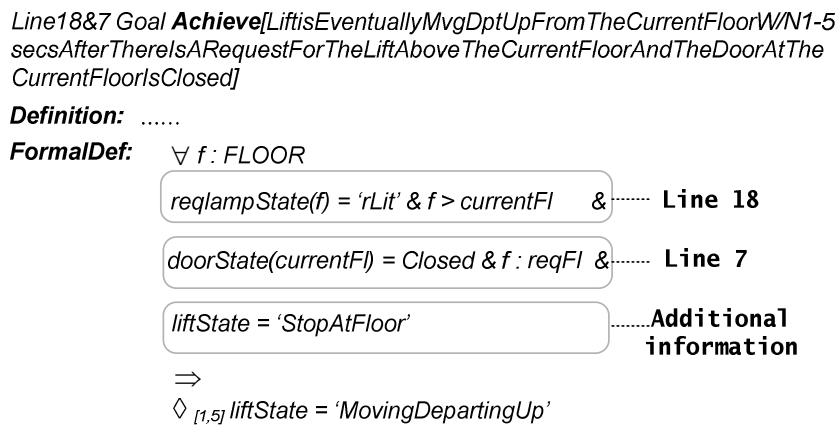 Line18&7 Goal Achieve[LiftisEventuallyMvgDptUpFromTheCurrentFloorW/N1-5
secsAfterThereIsARequestForTheLiftAboveTheCurrentFloorAndTheDoorAtThe
CurrentFloorIsClosed]
Definition: ......
FormalDef: ∀ f : FLOOR
reqlampState(f) = ‘rLit’ & f > currentFl & Line 18
doorState(currentFl) = Closed & f : reqFl & Line 7
liftState = ‘StopAtFloor’ Additional
information
⇒
◊ [1,5] liftState = ‘MovingDepartingUp’